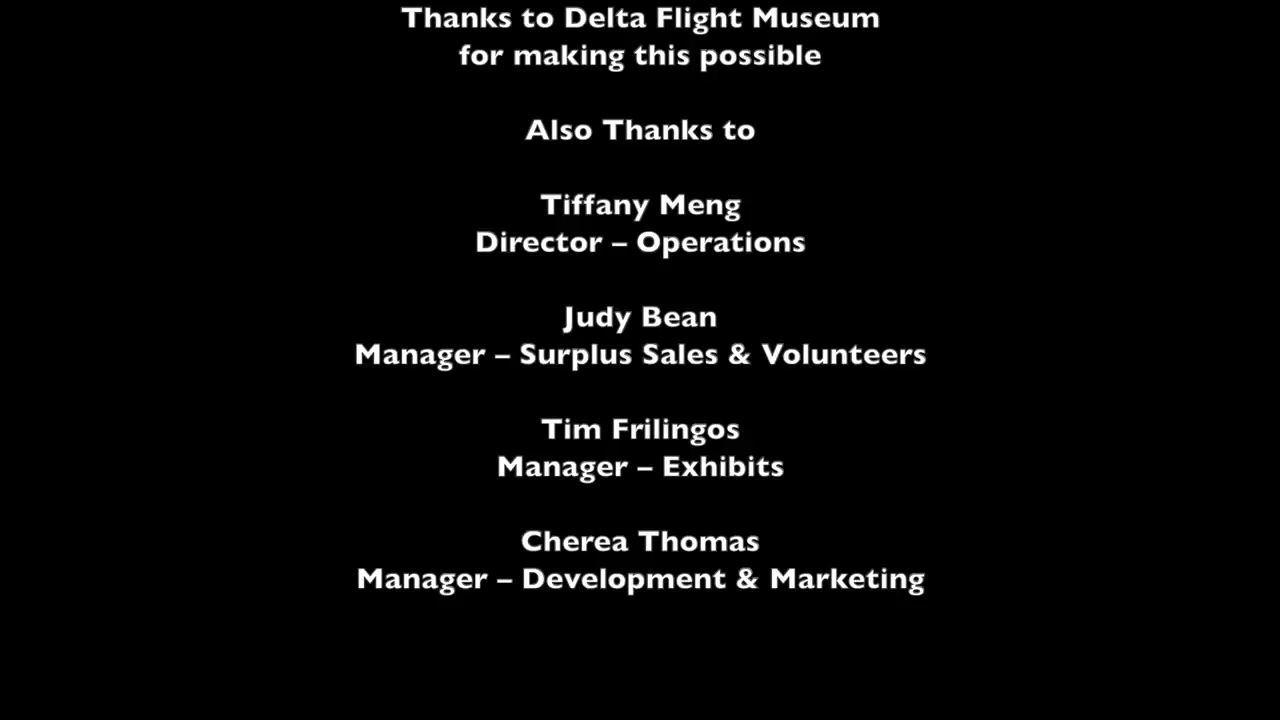 Thanks to Delta Flight Museum
for making this possible
Also Thanks to
Tiffany Meng
Director – Operations
Judy Bean
Manager – Surplus Sales & Volunteers
Tim Frilingos
Manager – Exhibits
Cherea Thomas
Manager – Development & Marketing